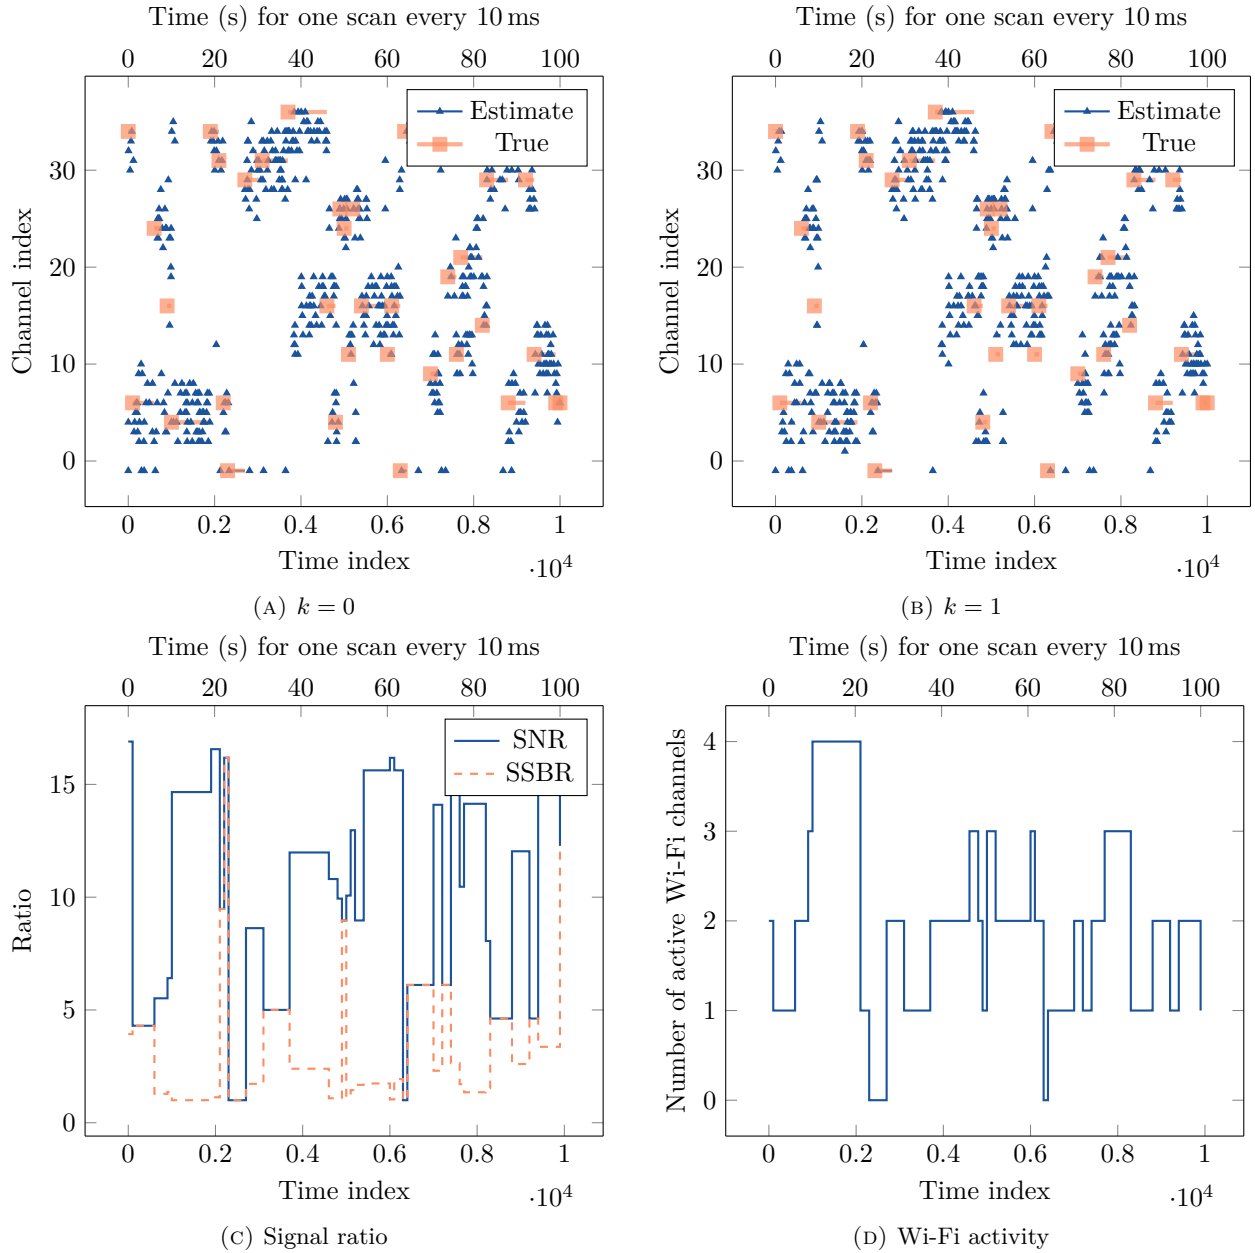 Time (s) for one scan every 10 ms
0 20 40 60 80 100
Estimate
True
Channel index
30
20
10
0
0 0.2 0.4 0.6 0.8 1
Time index
·10⁴
(A) k = 0
Time (s) for one scan every 10 ms
0 20 40 60 80 100
Estimate
True
Channel index
30
20
10
0
0 0.2 0.4 0.6 0.8 1
Time index
·10⁴
(B) k = 1
Time (s) for one scan every 10 ms
0 20 40 60 80 100
SNR
SSBR
Ratio
15
10
5
0
0 0.2 0.4 0.6 0.8 1
Time index
·10⁴
(C) Signal ratio
Time (s) for one scan every 10 ms
0 20 40 60 80 100
Number of active Wi-Fi channels
4
3
2
1
0
0 0.2 0.4 0.6 0.8 1
Time index
·10⁴
(D) Wi-Fi activity